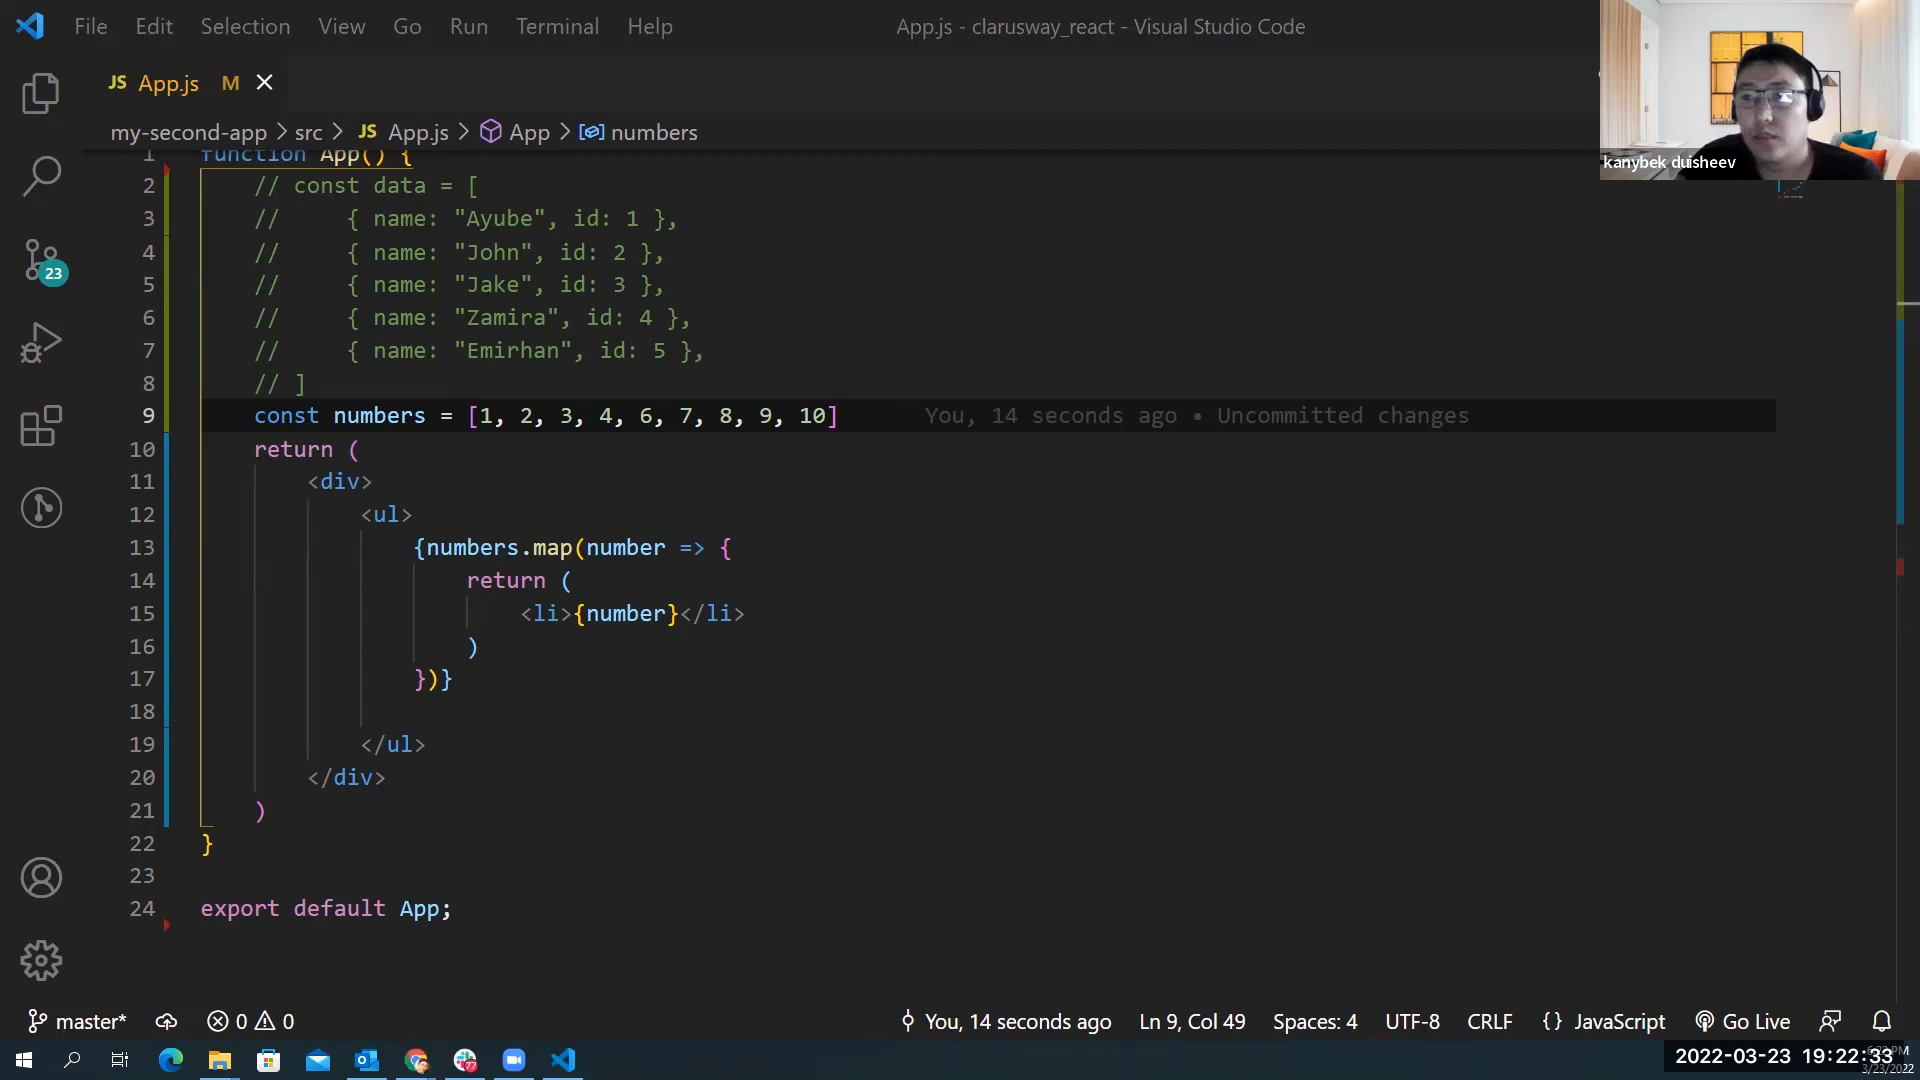 File Edit Selection View Go Run Terminal Help App.js - clarusway_react - Visual Studio Code
JS App.js M
my-second-app > src > JS App.js > App > numbers
kanybek duisheev
1 function App() {
2 // const data = [
3 // { name: "Ayube", id: 1 },
4 // { name: "John", id: 2 },
5 // { name: "Jake", id: 3 },
6 // { name: "Zamira", id: 4 },
7 // { name: "Emirhan", id: 5 },
8 // ]
9 const numbers = [1, 2, 3, 4, 6, 7, 8, 9, 10] You, 14 seconds ago • Uncommitted changes
10 return (
11 <div>
12 <ul>
13 {numbers.map(number => {
14 return (
15 <li>{number}</li>
16 )
17 })}
18
19 </ul>
20 </div>
21 )
22 }
23
24 export default App;
23
master* 0 0 You, 14 seconds ago Ln 9, Col 49 Spaces: 4 UTF-8 CRLF {} JavaScript Go Live
77
2022-03-23 19:22:33
3/23/2022